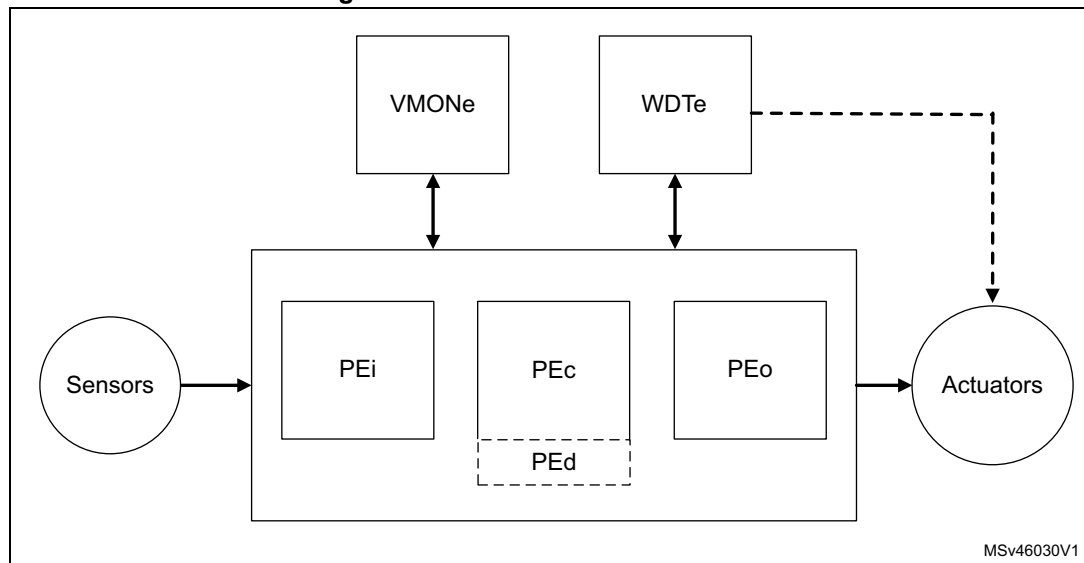 VMONe
WDTe
Sensors
PEi
PEc
PEo
Actuators
PEd
MSv46030V1